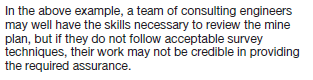 In the above example, a team of consulting engineers
may well have the skills necessary to review the mine
plan, but if they do not follow acceptable survey
techniques, their work may not be credible in providing
the required assurance.